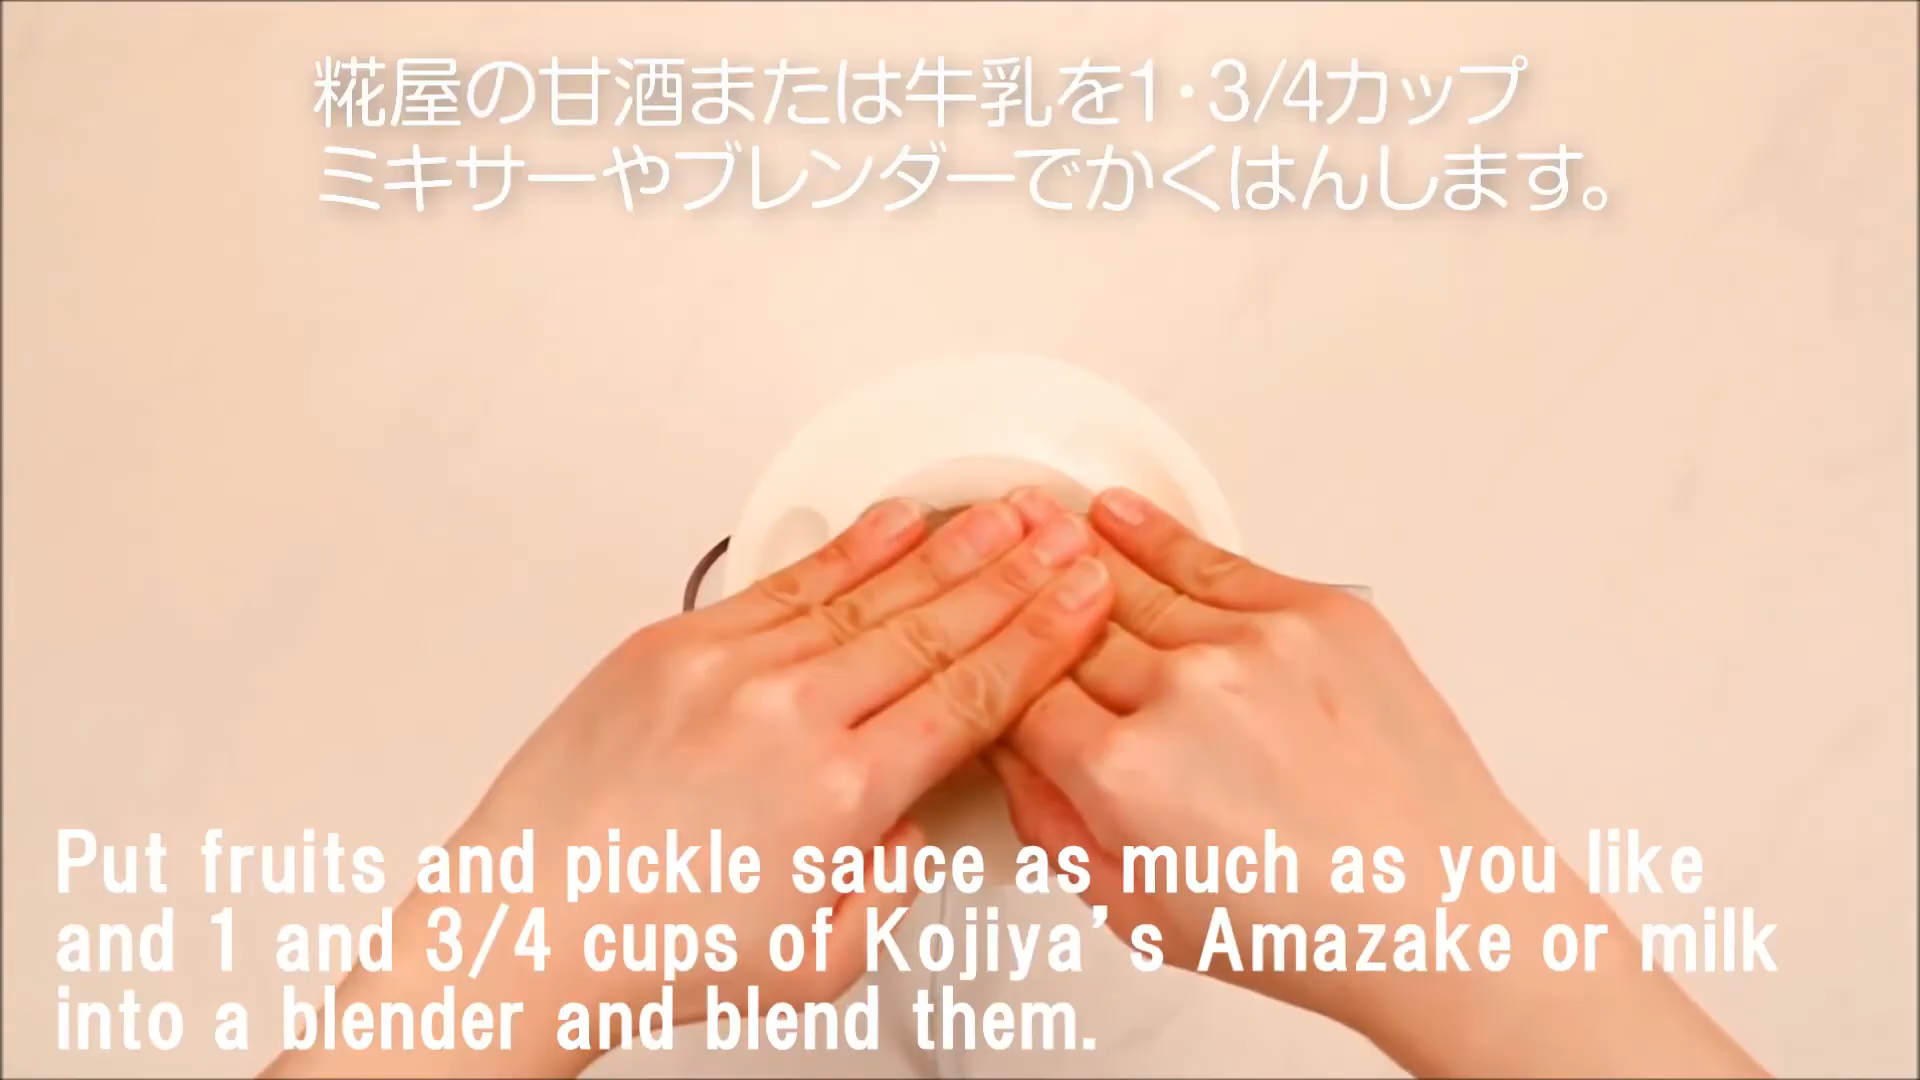 糀屋の甘酒または牛乳を1・3/4カップ
ミキサーやブレンダーでかくはんします。
Put fruits and pickle sauce as much as you like
and 1 and 3/4 cups of Kojiya's Amazake or milk
into a blender and blend them.